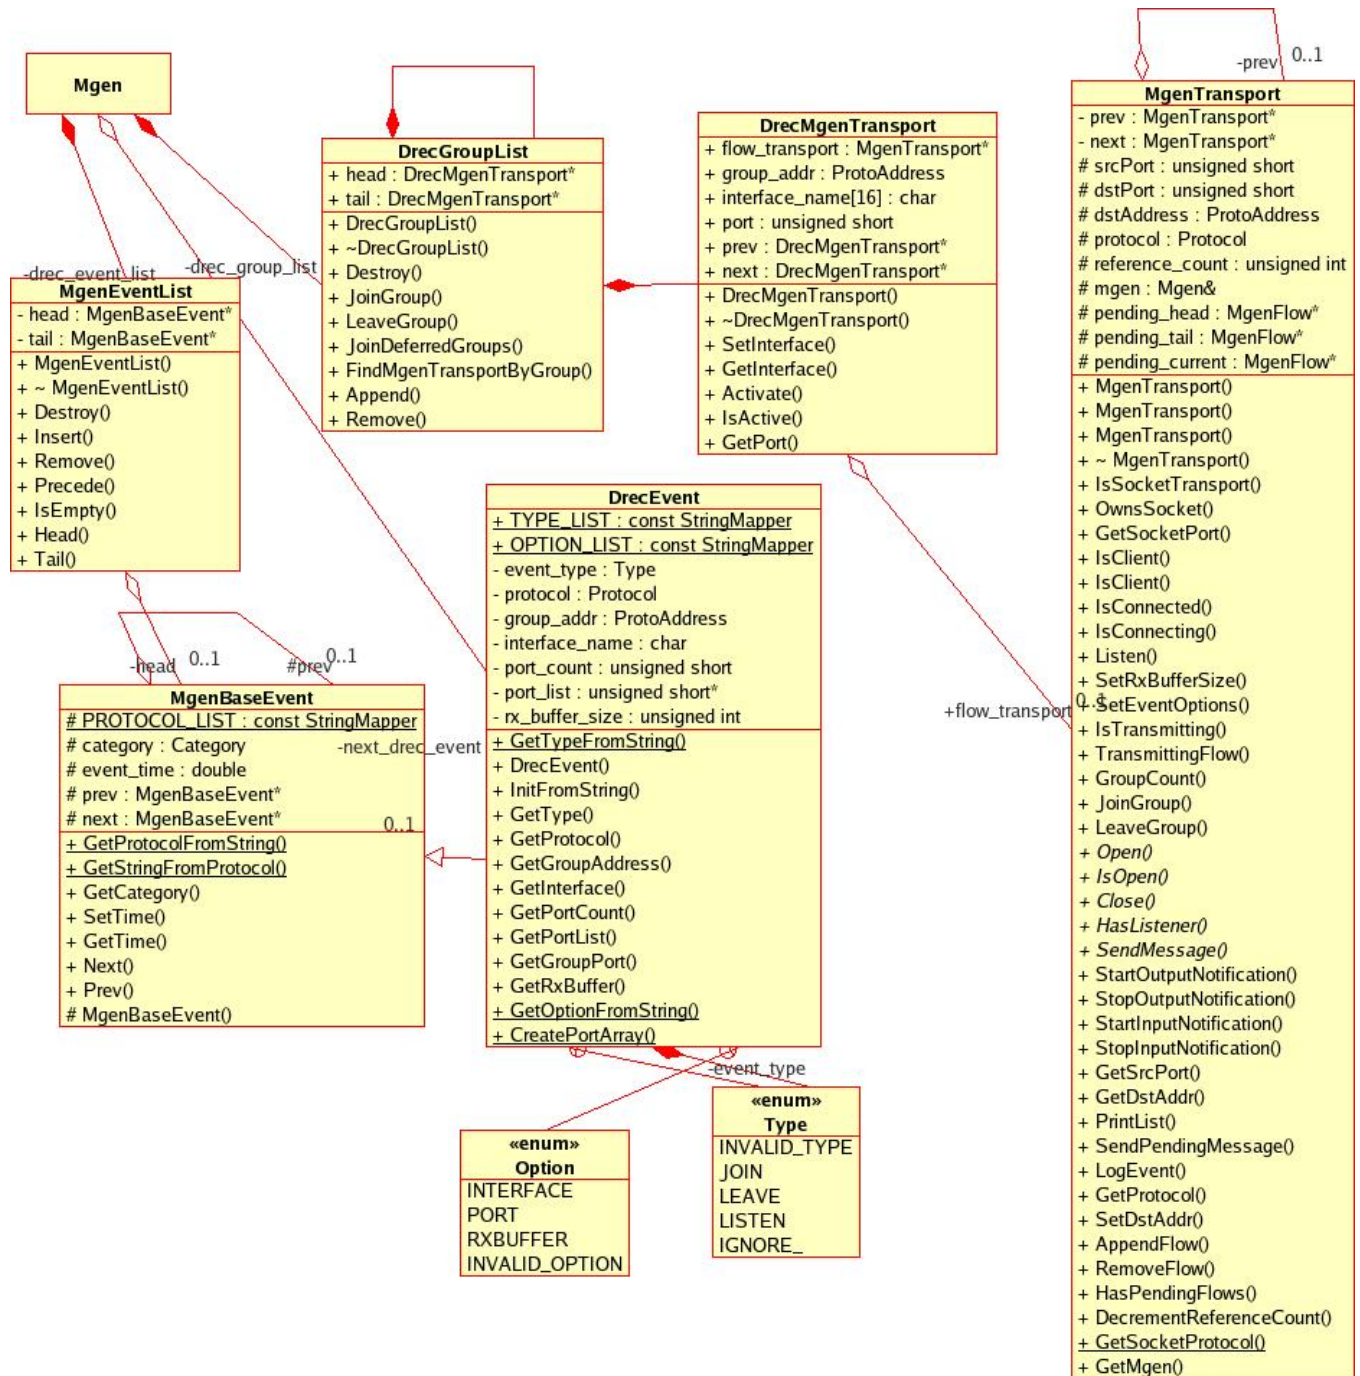 Mgen
-drec_event_list
-drec_group_list
MgenEventList
- head : MgenBaseEvent*
- tail : MgenBaseEvent*
+ MgenEventList()
+ ~ MgenEventList()
+ Destroy()
+ Insert()
+ Remove()
+ Precede()
+ IsEmpty()
+ Head()
+ Tail()
-head
0..1
#prev
0..1
MgenBaseEvent
# PROTOCOL_LIST : const StringMapper
# category : Category
# event_time : double
# prev : MgenBaseEvent*
# next : MgenBaseEvent*
+ GetProtocolFromString()
+ GetStringFromProtocol()
+ GetCategory()
+ SetTime()
+ GetTime()
+ Next()
+ Prev()
# MgenBaseEvent()
-next_drec_event
0..1
DrecGroupList
+ head : DrecMgenTransport*
+ tail : DrecMgenTransport*
+ DrecGroupList()
+ ~DrecGroupList()
+ Destroy()
+ JoinGroup()
+ LeaveGroup()
+ JoinDeferredGroups()
+ FindMgenTransportByGroup()
+ Append()
+ Remove()
DrecEvent
+ TYPE_LIST : const StringMapper
+ OPTION_LIST : const StringMapper
- event_type : Type
- protocol : Protocol
- group_addr : ProtoAddress
- interface_name : char
- port_count : unsigned short
- port_list : unsigned short*
- rx_buffer_size : unsigned int
+ GetTypeFromString()
+ DrecEvent()
+ InitFromString()
+ GetType()
+ GetProtocol()
+ GetGroupAddress()
+ GetInterface()
+ GetPortCount()
+ GetPortList()
+ GetGroupPort()
+ GetRxBuffer()
+ GetOptionFromString()
+ CreatePortArray()
-event_type
«enum»
Option
INTERFACE
PORT
RXBUFFER
INVALID_OPTION
«enum»
Type
INVALID_TYPE
JOIN
LEAVE
LISTEN
IGNORE_
DrecMgenTransport
+ flow_transport : MgenTransport*
+ group_addr : ProtoAddress
+ interface_name[16] : char
+ port : unsigned short
+ prev : DrecMgenTransport*
+ next : DrecMgenTransport*
+ DrecMgenTransport()
+ ~DrecMgenTransport()
+ SetInterface()
+ GetInterface()
+ Activate()
+ IsActive()
+ GetPort()
+flow_transport
0..1
-prev
0..1
MgenTransport
- prev : MgenTransport*
- next : MgenTransport*
# srcPort : unsigned short
# dstPort : unsigned short
# dstAddress : ProtoAddress
# protocol : Protocol
# reference_count : unsigned int
# mgen : Mgen&
# pending_head : MgenFlow*
# pending_tail : MgenFlow*
# pending_current : MgenFlow*
+ MgenTransport()
+ MgenTransport()
+ MgenTransport()
+ ~ MgenTransport()
+ IsSocketTransport()
+ OwnsSocket()
+ GetSocketPort()
+ IsClient()
+ IsClient()
+ IsConnected()
+ IsConnecting()
+ Listen()
+ SetRxBufferSize()
+ SetEventOptions()
+ IsTransmitting()
+ TransmittingFlow()
+ GroupCount()
+ JoinGroup()
+ LeaveGroup()
+ Open()
+ IsOpen()
+ Close()
+ HasListener()
+ SendMessage()
+ StartOutputNotification()
+ StopOutputNotification()
+ StartInputNotification()
+ StopInputNotification()
+ GetSrcPort()
+ GetDstAddr()
+ PrintList()
+ SendPendingMessage()
+ LogEvent()
+ GetProtocol()
+ SetDstAddr()
+ AppendFlow()
+ RemoveFlow()
+ HasPendingFlows()
+ DecrementReferenceCount()
+ GetSocketProtocol()
+ GetMgen()